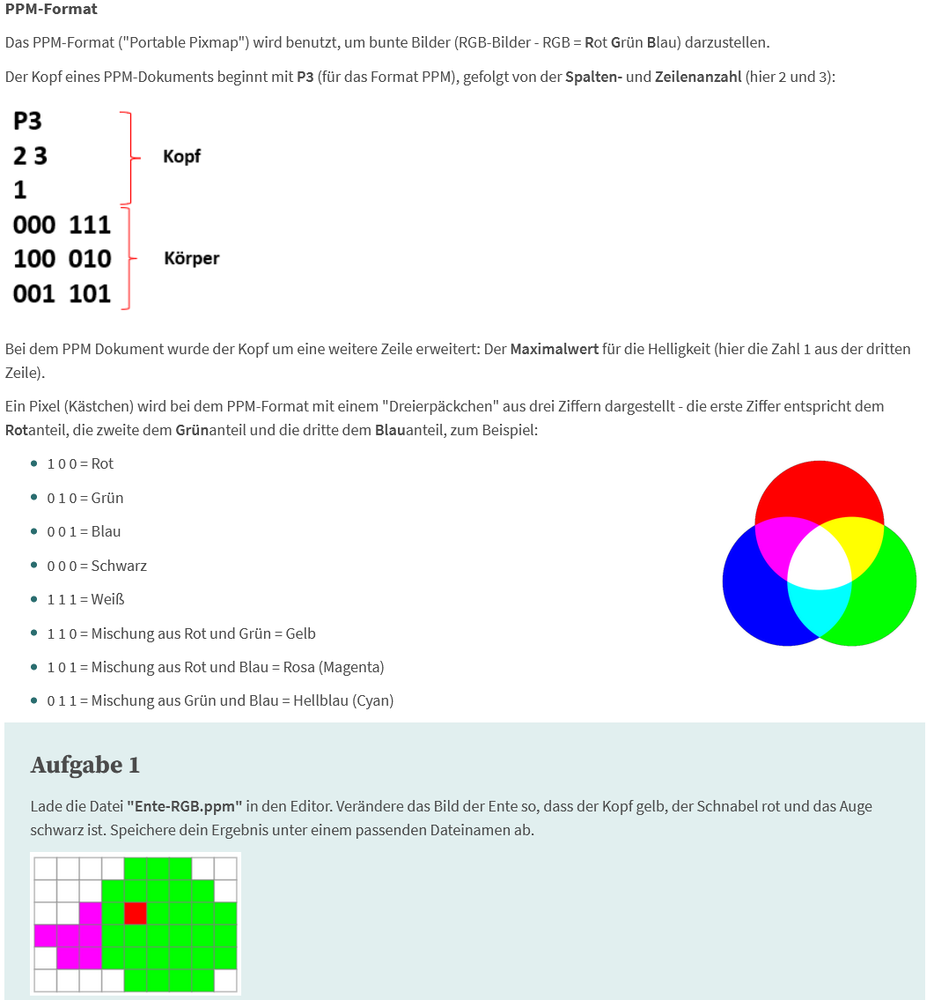 PPM-Format
Das PPM-Format ("Portable Pixmap") wird benutzt, um bunte Bilder (RGB-Bilder - RGB = Rot Grün Blau) darzustellen.
Der Kopf eines PPM-Dokuments beginnt mit P3 (für das Format PPM), gefolgt von der Spalten- und Zeilenanzahl (hier 2 und 3):
P3
2 3
Kopf
1
000 111
100 010
Körper
001 101
Bei dem PPM Dokument wurde der Kopf um eine weitere Zeile erweitert: Der Maximalwert für die Helligkeit (hier die Zahl 1 aus der dritten
Zeile).
Ein Pixel (Kästchen) wird bei dem PPM-Format mit einem "Dreierpäckchen" aus drei Ziffern dargestellt - die erste Ziffer entspricht dem
Rotanteil, die zweite dem Grünanteil und die dritte dem Blauanteil, zum Beispiel:
• 1 0 0 = Rot
• 0 1 0 = Grün
• 0 0 1 = Blau
• 0 0 0 = Schwarz
• 1 1 1 = Weiß
• 1 1 0 = Mischung aus Rot und Grün = Gelb
• 1 0 1 = Mischung aus Rot und Blau = Rosa (Magenta)
• 0 1 1 = Mischung aus Grün und Blau = Hellblau (Cyan)
Aufgabe 1
Lade die Datei "Ente-RGB.ppm" in den Editor. Verändere das Bild der Ente so, dass der Kopf gelb, der Schnabel rot und das Auge
schwarz ist. Speichere dein Ergebnis unter einem passenden Dateinamen ab.